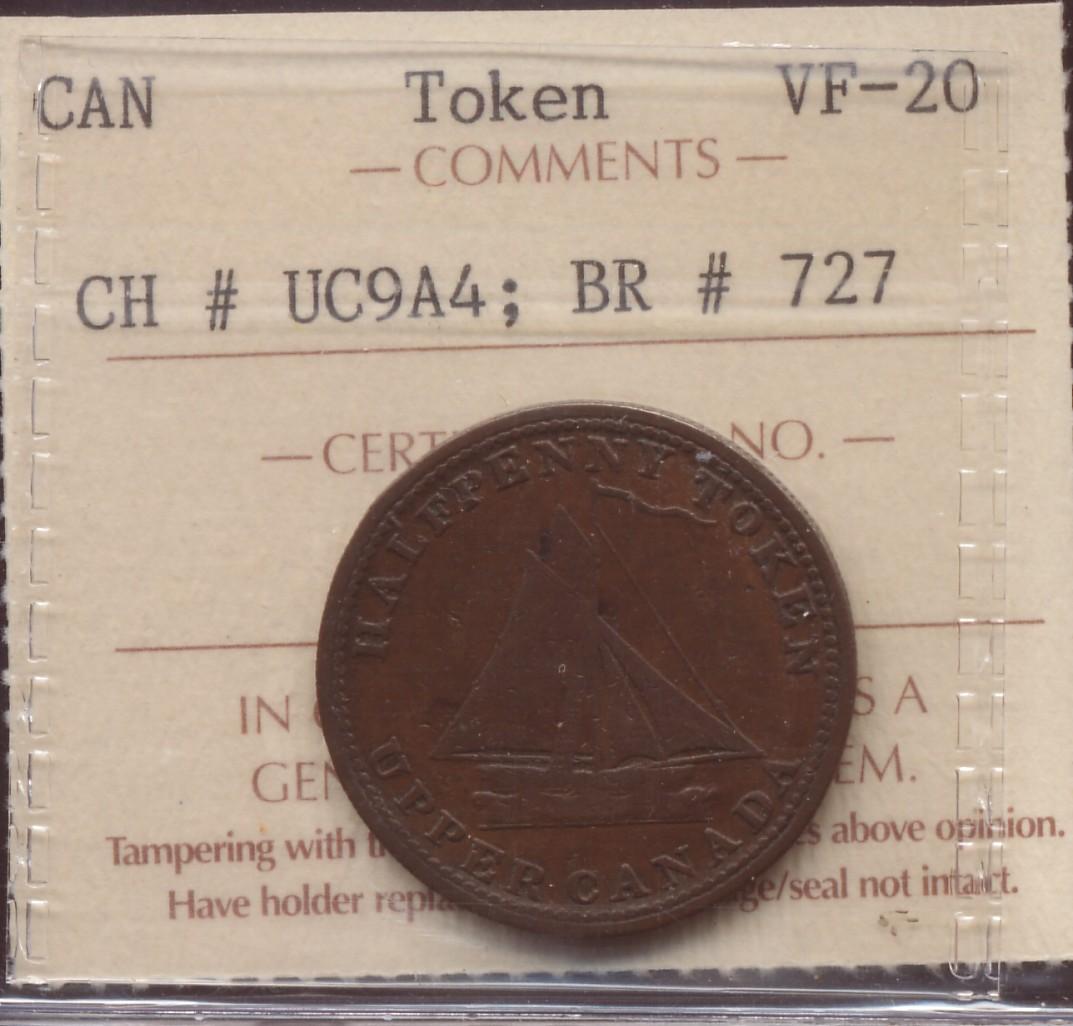 CAN Token VF-20
— COMMENTS —
CH # UC9A4; BR # 727
— CERT NO. —
HALFPENNY TOKEN
UPPER CANADA
IN S A
GEN EM.
Tampering with t s above opinion.
Have holder repla ge/seal not intact.